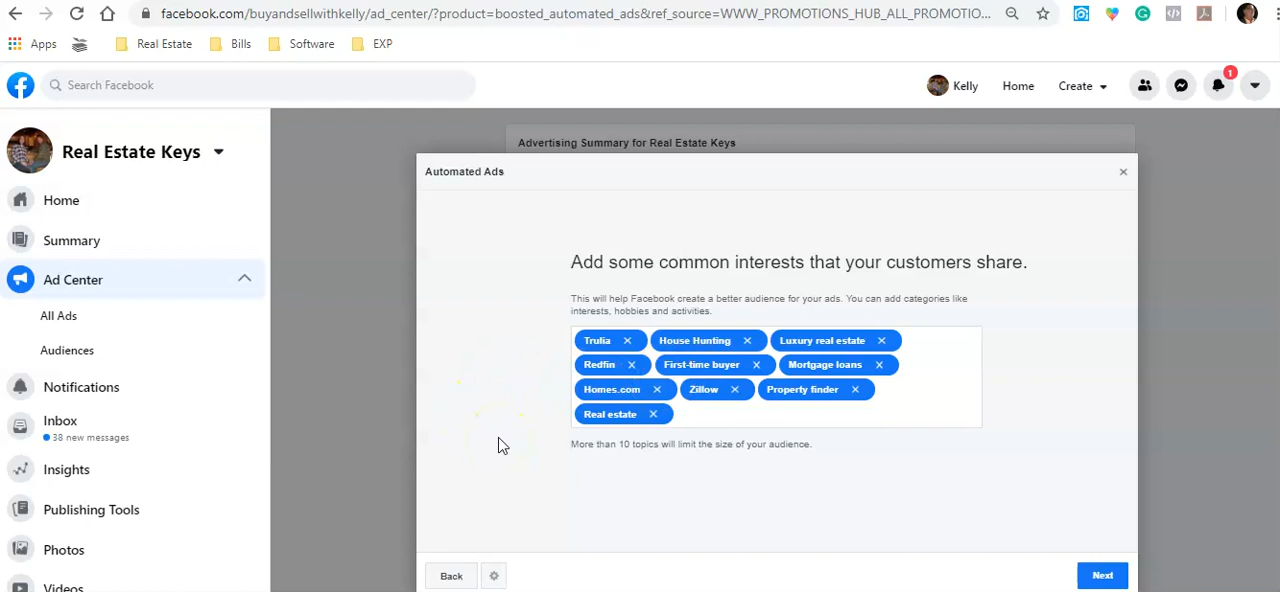 facebook.com/buyandsellwithkelly/ad_center/?product=boosted_automated_ads&ref_source=WWW_PROMOTIONS_HUB_ALL_PROMOTIO...
Apps Real Estate Bills Software EXP
Search Facebook Kelly Home Create 1
Real Estate Keys
Home
Summary
Ad Center
All Ads
Audiences
Notifications
Inbox
38 new messages
Insights
Publishing Tools
Photos
Videos
Advertising Summary for Real Estate Keys
Automated Ads ×
Add some common interests that your customers share.
This will help Facebook create a better audience for your ads. You can add categories like
interests, hobbies and activities.
Trulia × House Hunting × Luxury real estate ×
Redfin × First-time buyer × Mortgage loans ×
Homes.com × Zillow × Property finder ×
Real estate ×
More than 10 topics will limit the size of your audience.
Back Next